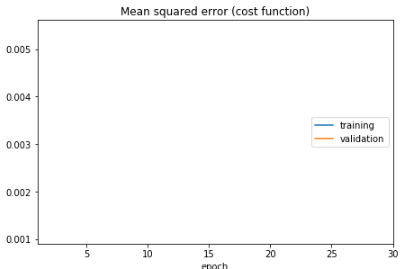 Mean squared error (cost function)
0.005
0.004
0.003
0.002
0.001
training
validation
5 10 15 20 25 30
epoch